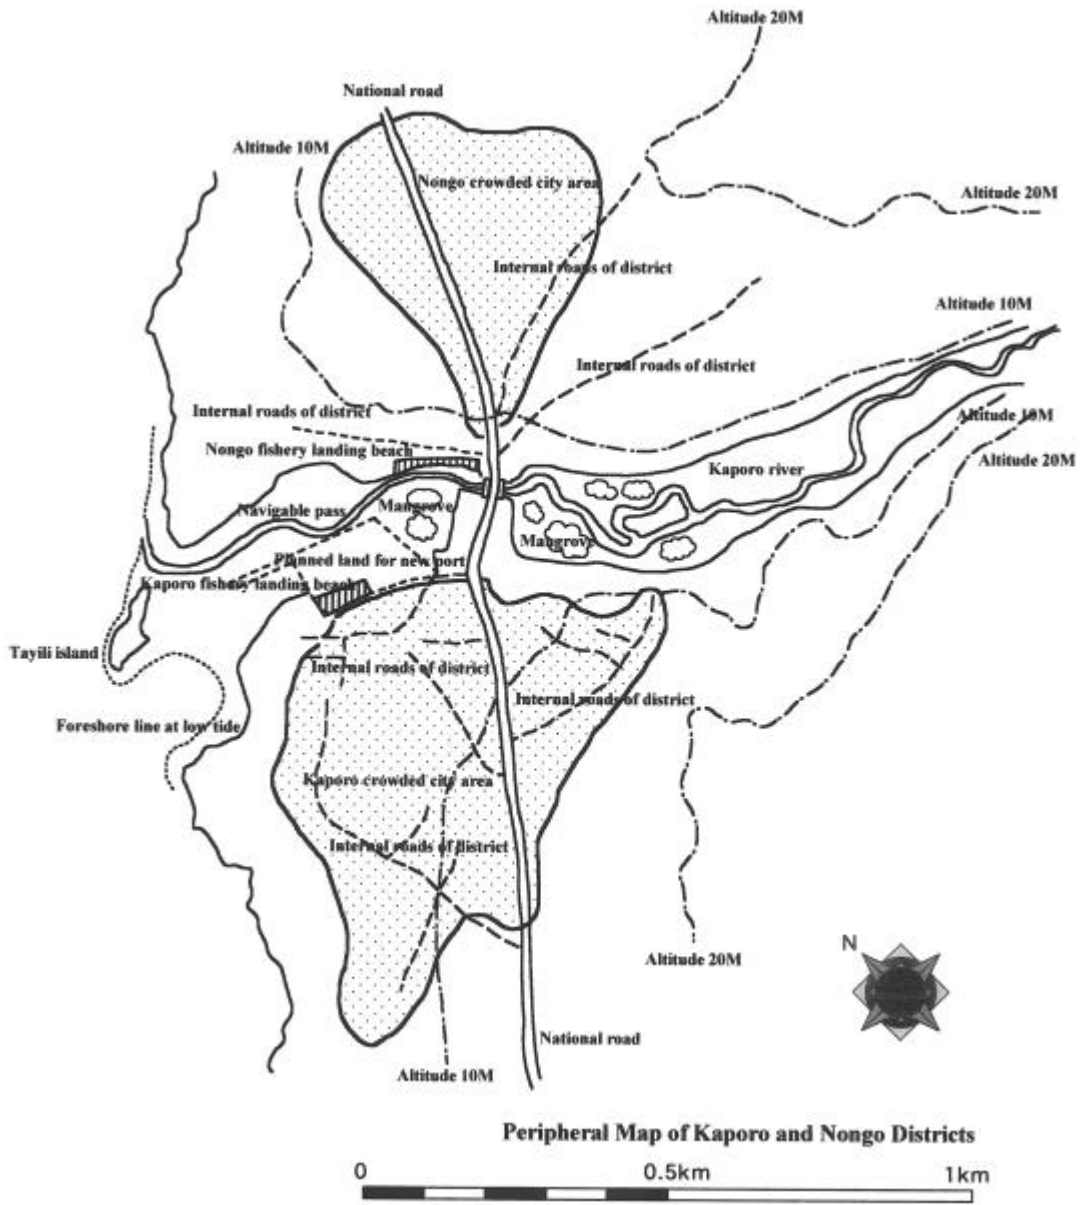 Altitude 20M
National road
Altitude 10M
Nongo crowded city area
Altitude 20M
Internal roads of district
Altitude 10M
Internal roads of district
Internal roads of district
Altitude 10M
Nongo fishery landing beach
Kaporo river
Altitude 20M
Navigable pass
Mangrove
Mangrove
Planned land for new port
Kaporo fishery landing beach
Tayili island
Internal roads of district
Internal roads of district
Foreshore line at low tide
Kaporo crowded city area
Internal roads of district
N
Altitude 20M
National road
Altitude 10M
Peripheral Map of Kaporo and Nongo Districts
0 0.5km 1km